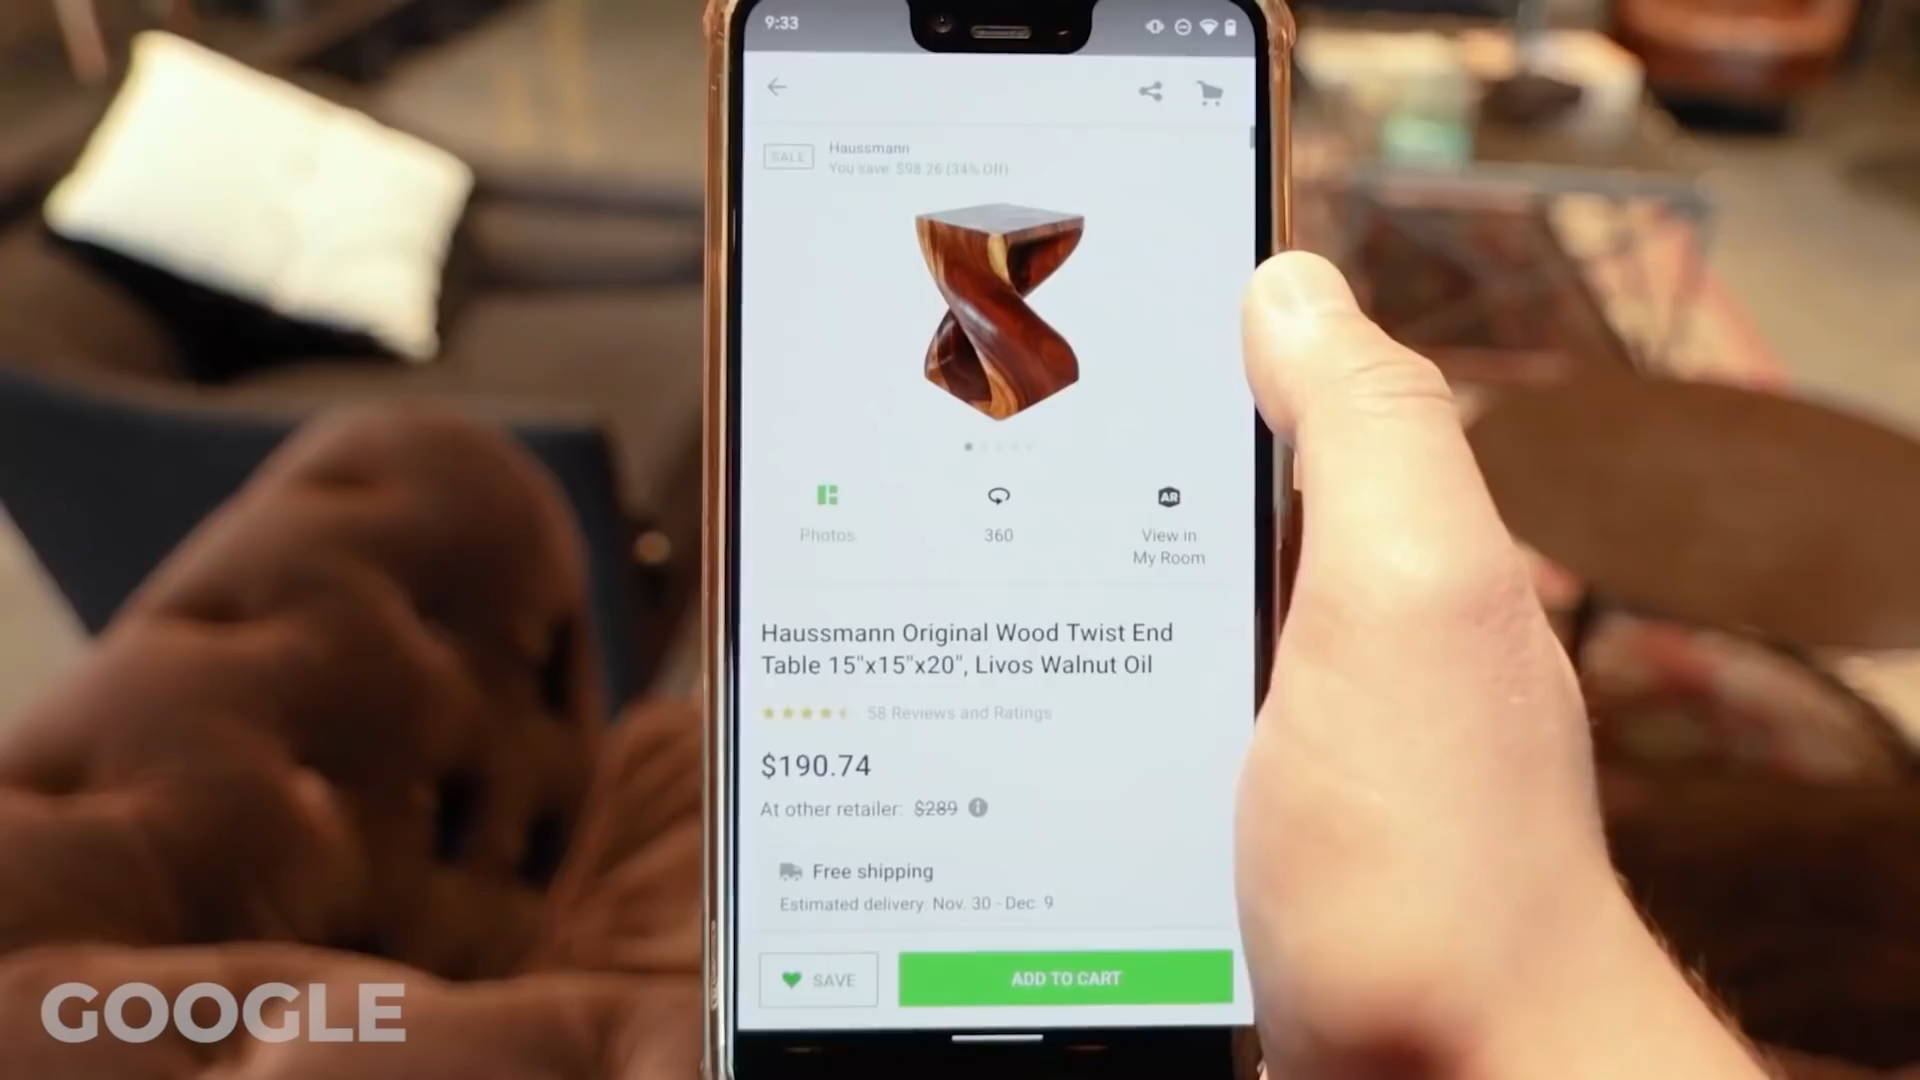 9:33
SALE
Haussmann
You save: $98.26 (34% Off)
Photos
360
AR
View in
My Room
Haussmann Original Wood Twist End
Table 15"x15"x20", Livos Walnut Oil
58 Reviews and Ratings
$190.74
At other retailer: $289
Free shipping
Estimated delivery: Nov. 30 - Dec. 9
SAVE
ADD TO CART
GOOGLE